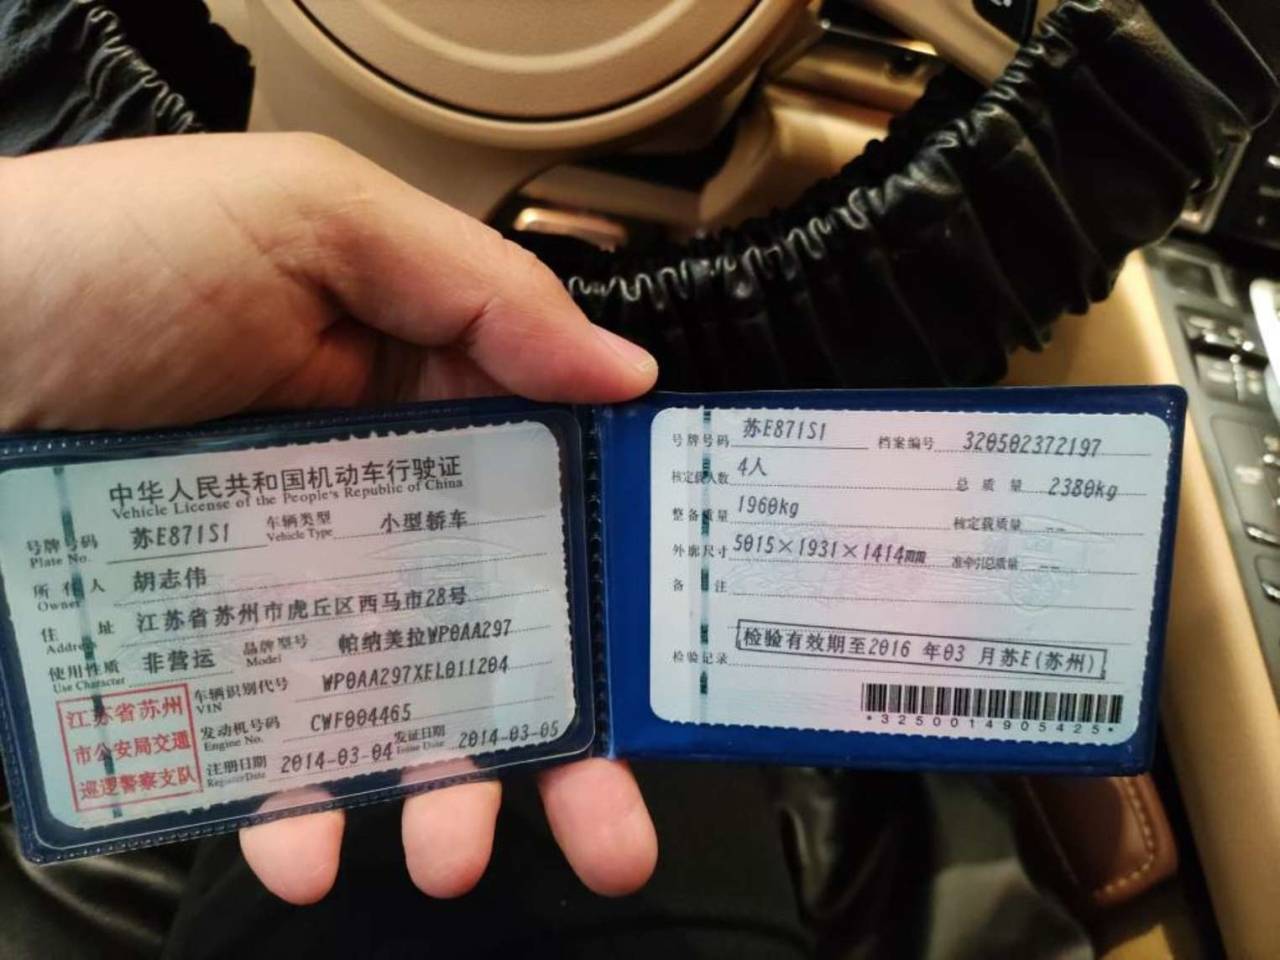 中华人民共和国机动车行驶证
Vehicle License of the People's Republic of China
号牌号码 苏E871S1 车辆类型 小型轿车
Plate No. Vehicle Type
所有人 胡志伟
Owner
住址 江苏省苏州市虎丘区西马市28号
Address
使用性质 非营运 品牌型号 帕纳美拉WP0AA297
Use Character Model
江苏省苏州
市公安局交通
巡逻警察支队
车辆识别代号 WP0AA297XEL011204
VIN
发动机号码 CWF004465
Engine No.
注册日期 2014-03-04 发证日期 2014-03-05
Register Date Issue Date
号牌号码 苏E871S1 档案编号 320502372197
核定载人数 4人 总质量 2380kg
整备质量 1960kg 核定载质量 --
外廓尺寸 5015×1931×1414mm 准牵引总质量 --
备注
检验有效期至2016 年03 月苏E(苏州)
检验记录
*3250014905425*